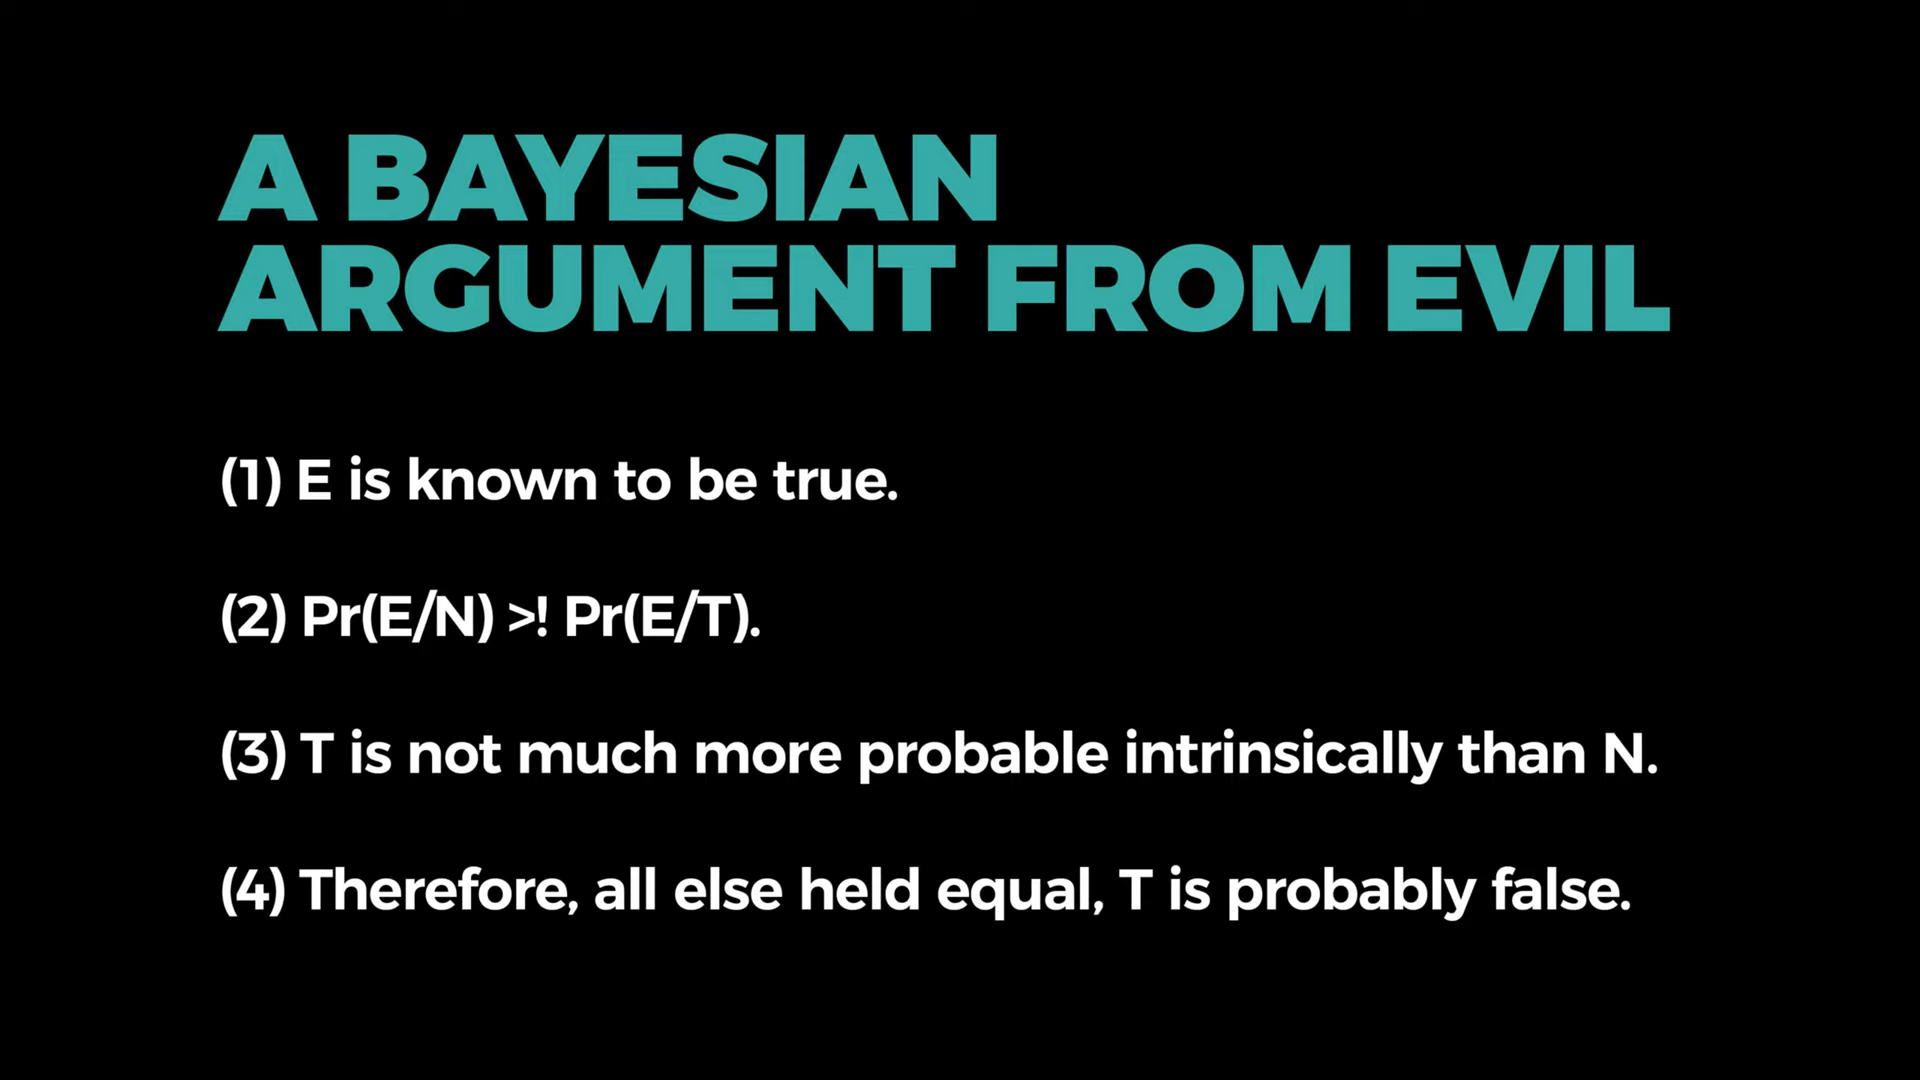 A BAYESIAN
ARGUMENT FROM EVIL
(1) E is known to be true.
(2) Pr(E/N) >! Pr(E/T).
(3) T is not much more probable intrinsically than N.
(4) Therefore, all else held equal, T is probably false.